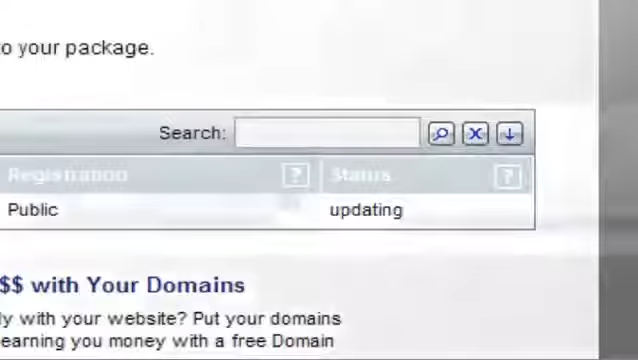 to your package.
Search:
Registration ? Status ?
Public updating
$$ with Your Domains
ly with your website? Put your domains
earning you money with a free Domain